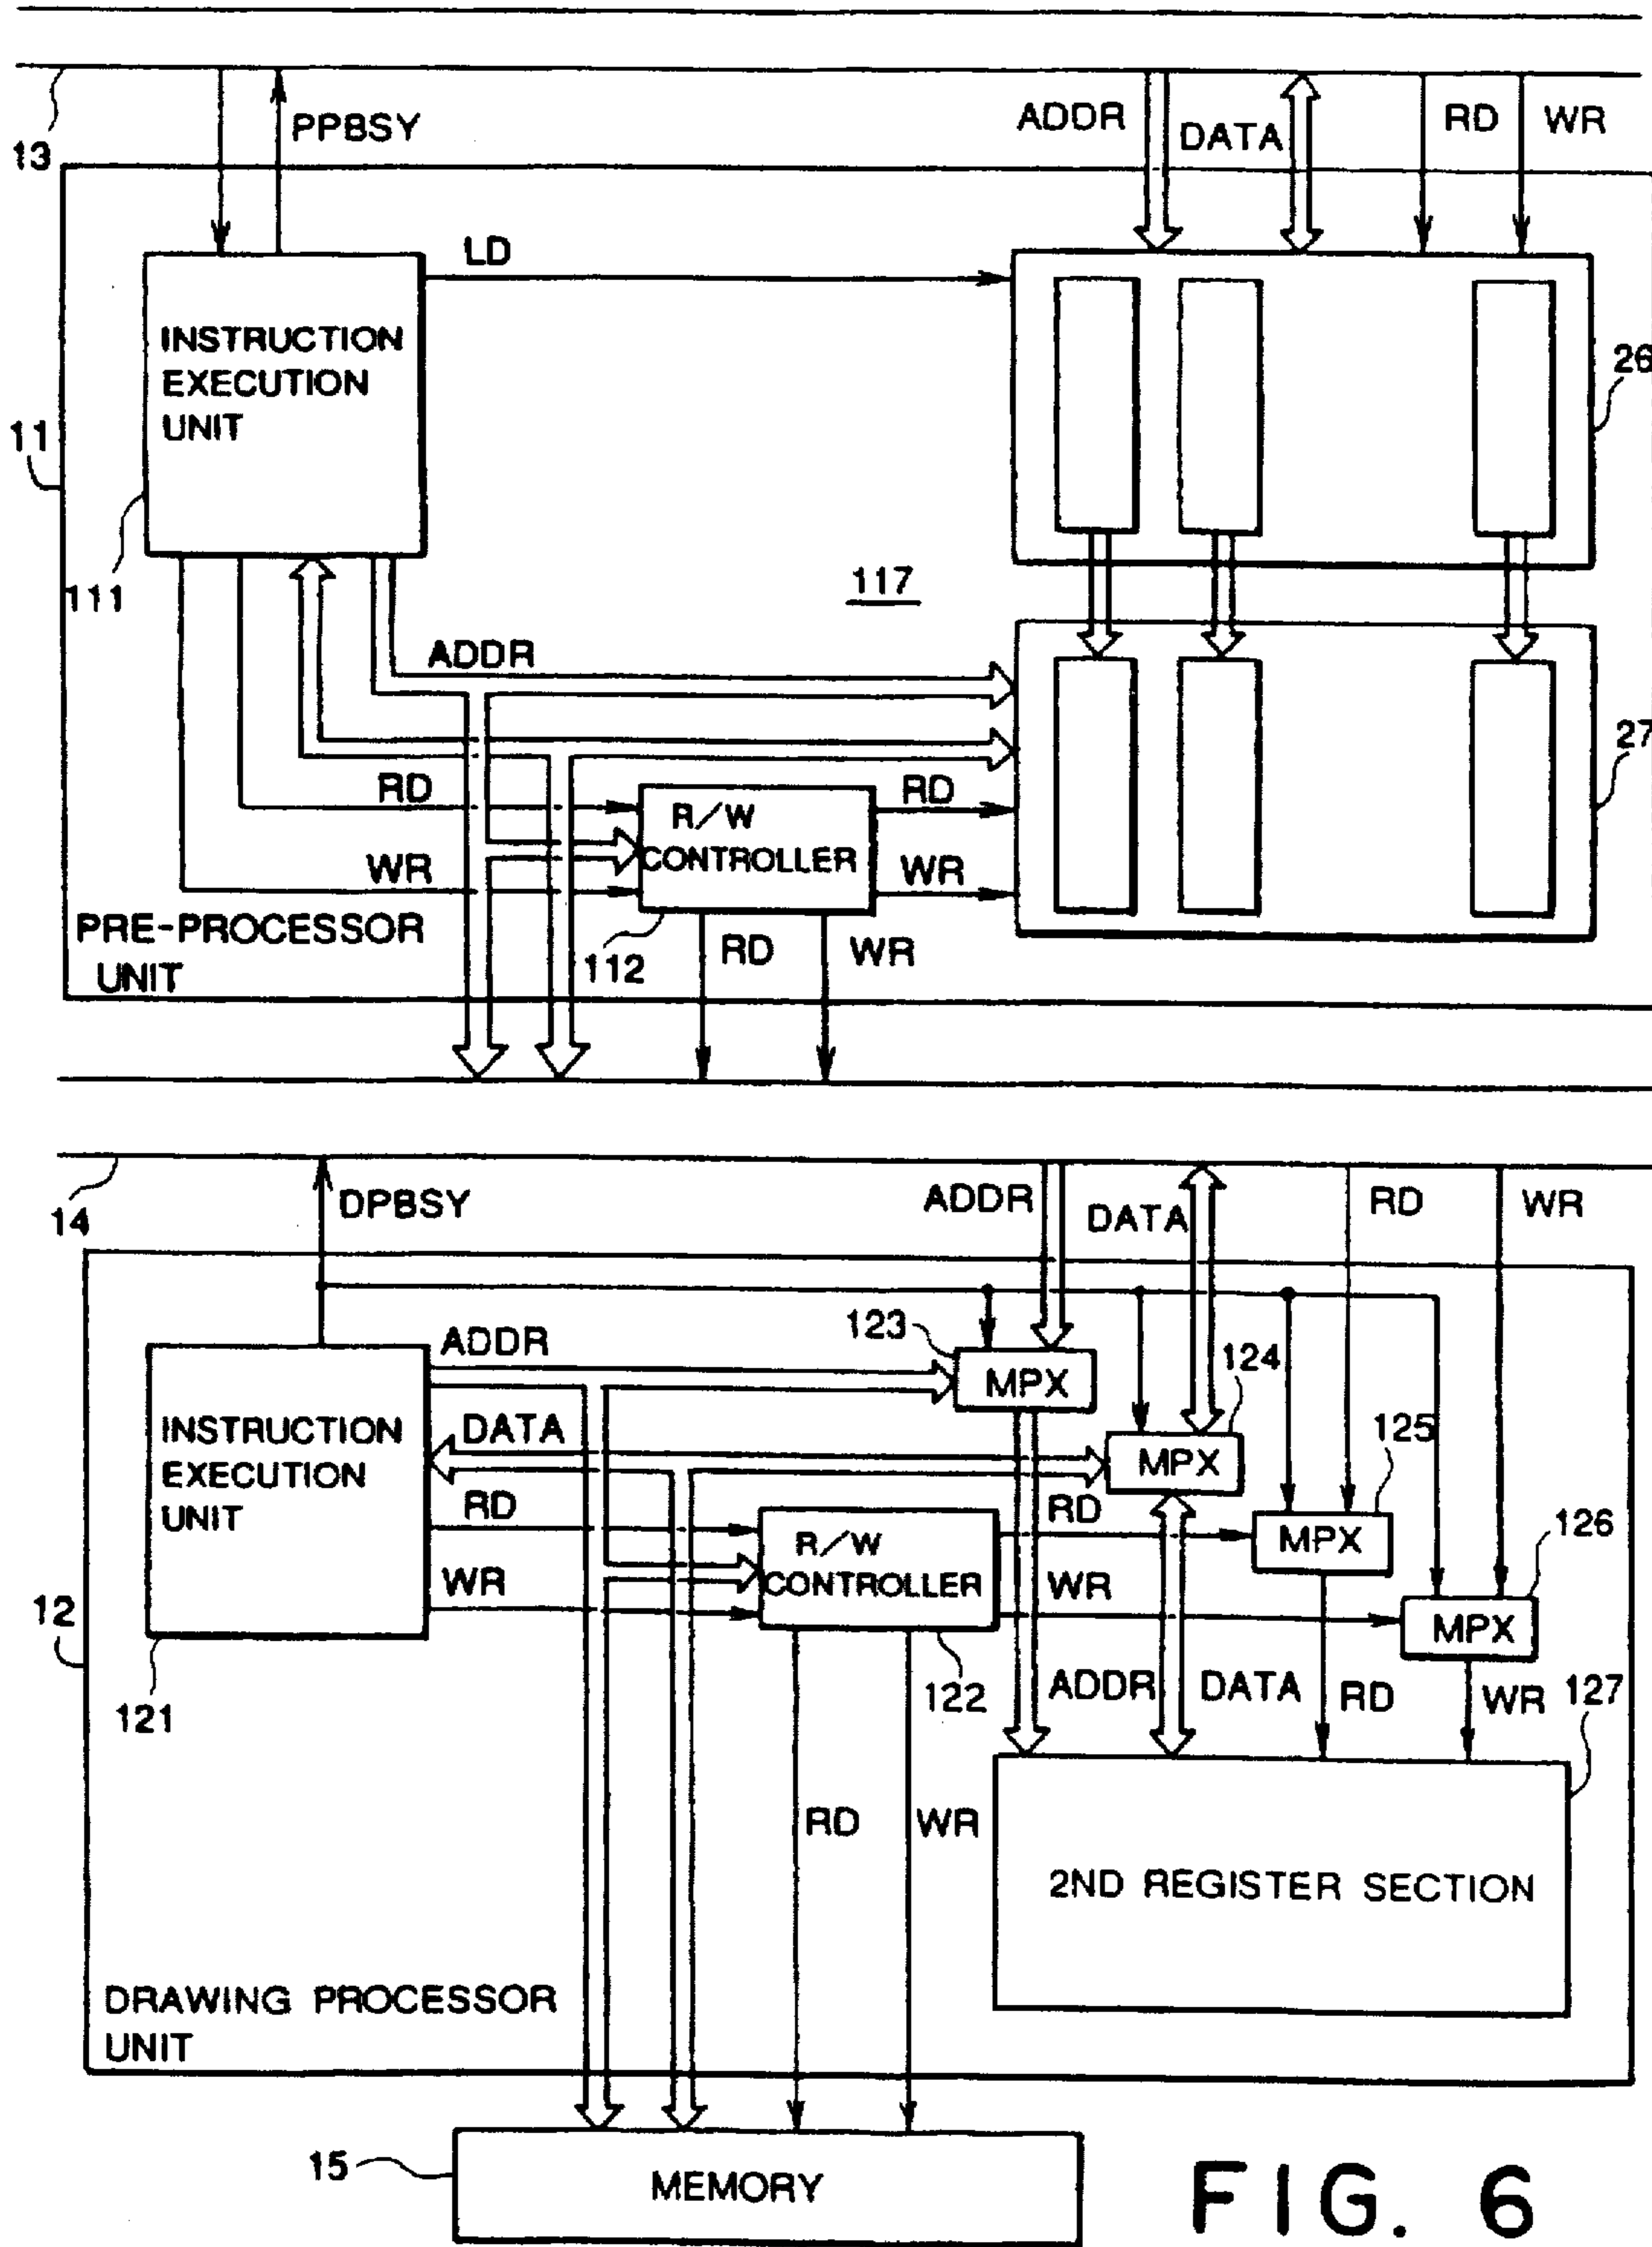 PPBSY
ADDR
DATA
RD
WR
13
LD
INSTRUCTION
EXECUTION
UNIT
26
11
111
117
ADDR
27
RD
R/W
CONTROLLER
RD
WR
WR
PRE-PROCESSOR
UNIT
112
RD
WR
14
DPBSY
ADDR
DATA
RD
WR
123
ADDR
MPX
124
INSTRUCTION
EXECUTION
UNIT
DATA
MPX
125
RD
R/W
CONTROLLER
RD
MPX
126
WR
WR
MPX
12
121
122
ADDR
DATA
RD
WR
127
RD
WR
2ND REGISTER SECTION
DRAWING PROCESSOR
UNIT
15
MEMORY
FIG. 6